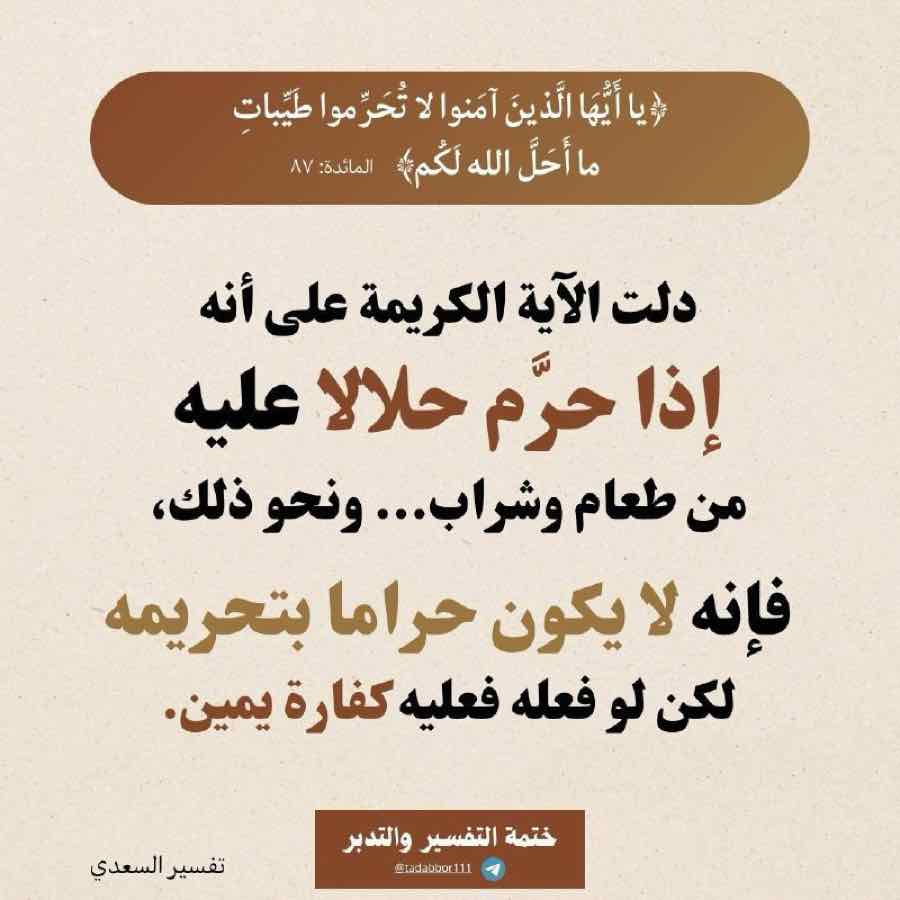 ﴿يا أَيُّهَا الَّذينَ آمَنوا لا تُحَرِّموا طَيِّباتِ
ما أَحَلَّ الله لَكُم﴾ المائدة: ٨٧
دلت الآية الكريمة على أنه
إذا حرَّم حلالا عليه
من طعام وشراب... ونحو ذلك،
فإنه لا يكون حراما بتحريمه
لكن لو فعله فعليه كفارة يمين.
ختمة التفسير والتدبر
@tadabbor111
تفسير السعدي